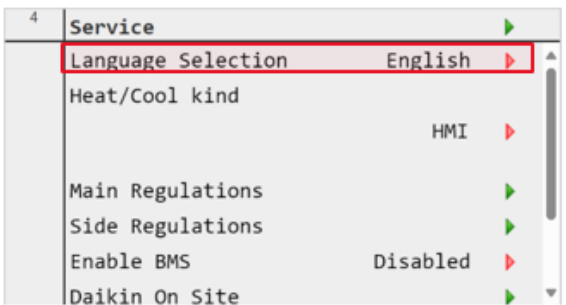 4 Service
Language Selection English
Heat/Cool kind
HMI
Main Regulations
Side Regulations
Enable BMS Disabled
Daikin On Site